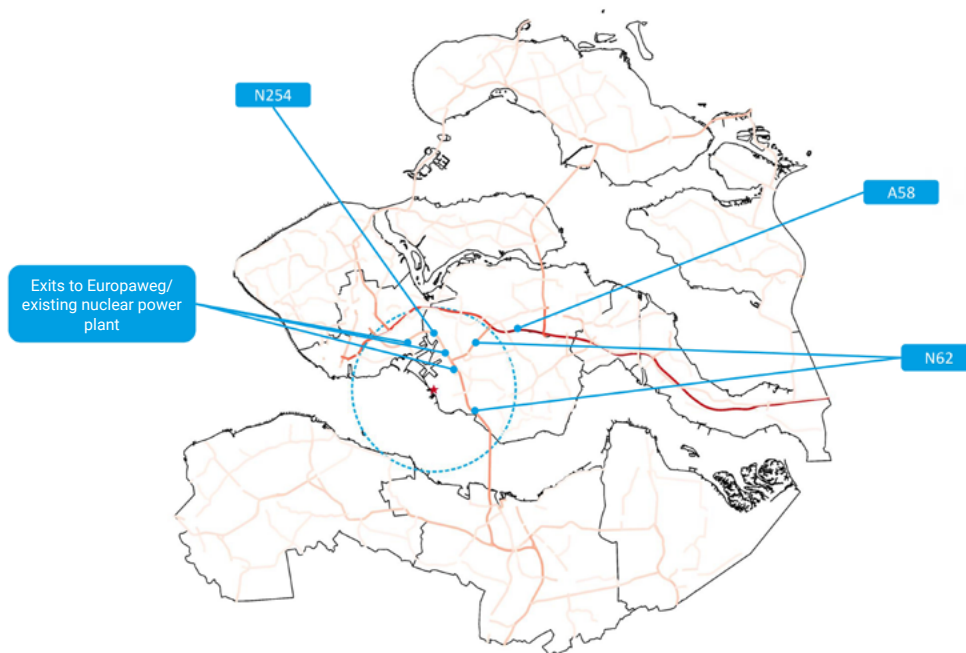 N254
A58
Exits to Europaweg/
existing nuclear power
plant
N62